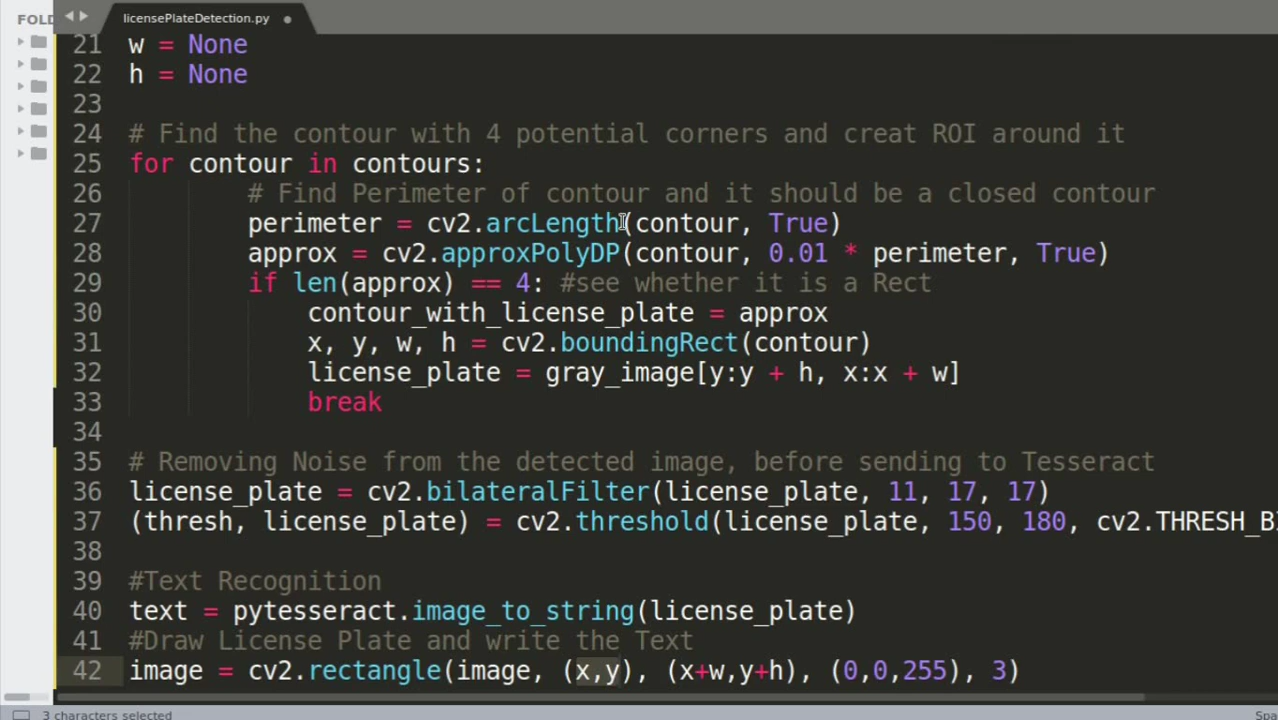 FOLD
licensePlateDetection.py
21 w = None
22 h = None
23
24 # Find the contour with 4 potential corners and creat ROI around it
25 for contour in contours:
26 # Find Perimeter of contour and it should be a closed contour
27 perimeter = cv2.arcLength(contour, True)
28 approx = cv2.approxPolyDP(contour, 0.01 * perimeter, True)
29 if len(approx) == 4: #see whether it is a Rect
30 contour_with_license_plate = approx
31 x, y, w, h = cv2.boundingRect(contour)
32 license_plate = gray_image[y:y + h, x:x + w]
33 break
34
35 # Removing Noise from the detected image, before sending to Tesseract
36 license_plate = cv2.bilateralFilter(license_plate, 11, 17, 17)
37 (thresh, license_plate) = cv2.threshold(license_plate, 150, 180, cv2.THRESH_B
38
39 #Text Recognition
40 text = pytesseract.image_to_string(license_plate)
41 #Draw License Plate and write the Text
42 image = cv2.rectangle(image, (x,y), (x+w,y+h), (0,0,255), 3)
3 characters selected
Spa